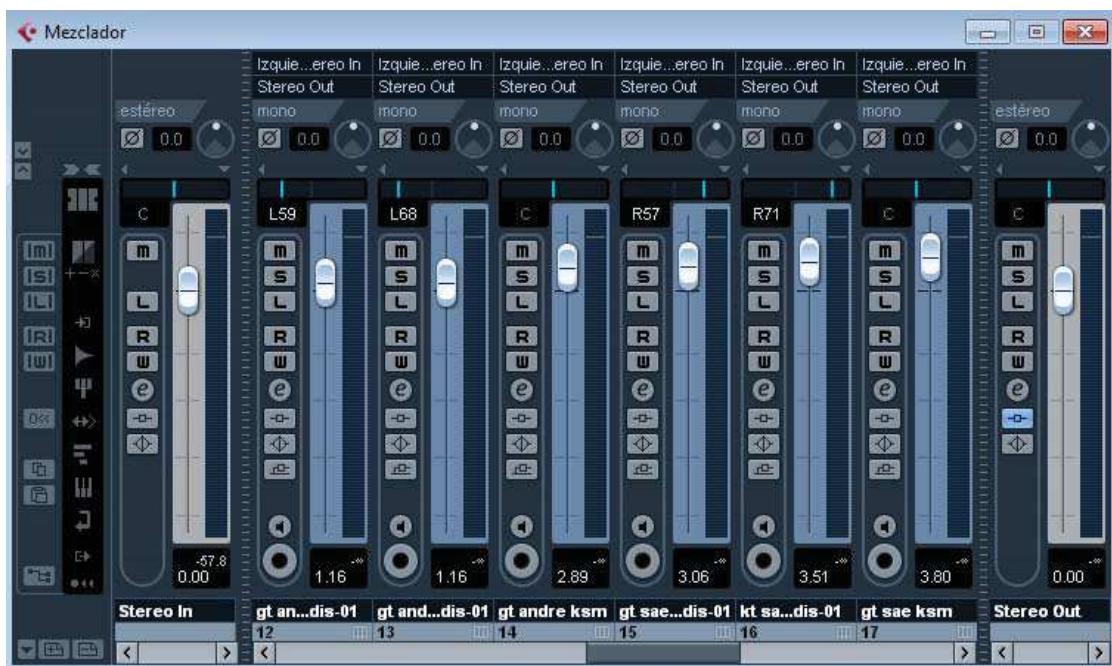 Mezclador
Izquie...ereo In Izquie...ereo In Izquie...ereo In Izquie...ereo In Izquie...ereo In Izquie...ereo In
Stereo Out Stereo Out Stereo Out Stereo Out Stereo Out Stereo Out
estéreo mono mono mono mono mono mono estéreo
0.0 0.0 0.0 0.0 0.0 0.0 0.0 0.0
C L59 L68 C R57 R71 C C
m m m m m m m m m
S S S S S S S
L L L L L L L L L
R R R R R R R R R
W W W W W W W W W
e e e e e e e e
-57.8 -∞ -∞ -∞ -∞ -∞ -∞ -∞
0.00 1.16 1.16 2.89 3.06 3.51 3.80 0.00
Stereo In gt an...dis-01 gt and...dis-01 gt andre ksm gt sae...dis-01 kt sa...dis-01 gt sae ksm Stereo Out
12 13 14 15 16 17